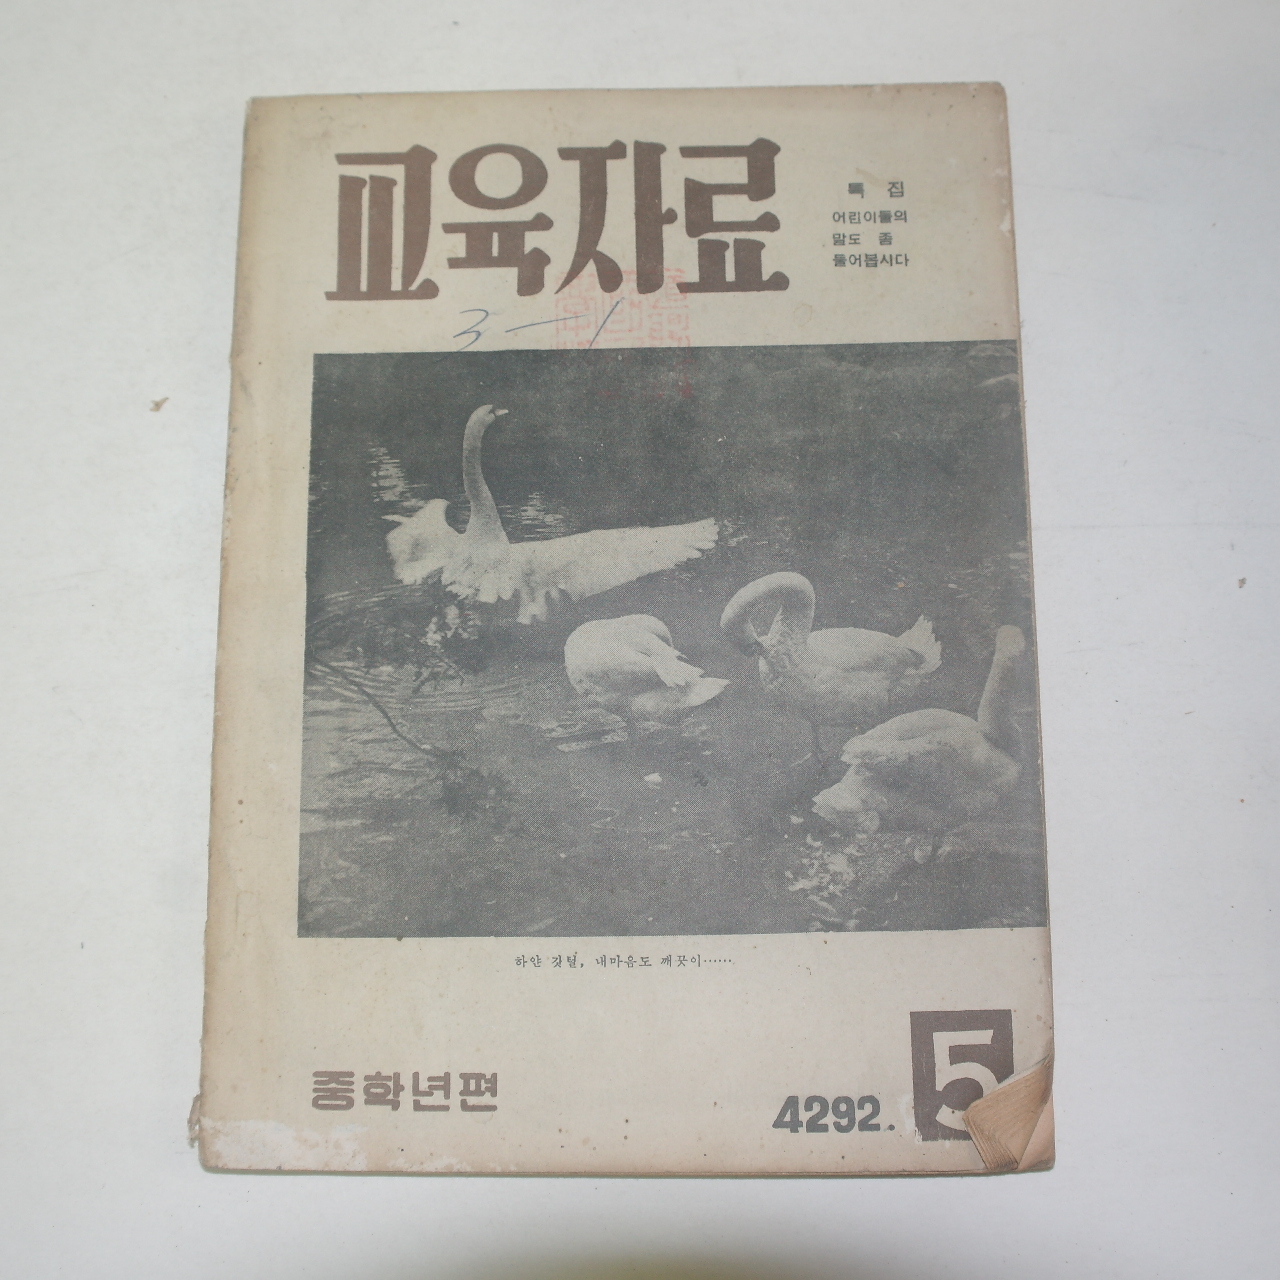 교육자료
특 집
어린이들의
말도 좀
들어봅시다
3-1
하얀 깃털, 내마음도 깨끗이……
중학년편
4292. 5